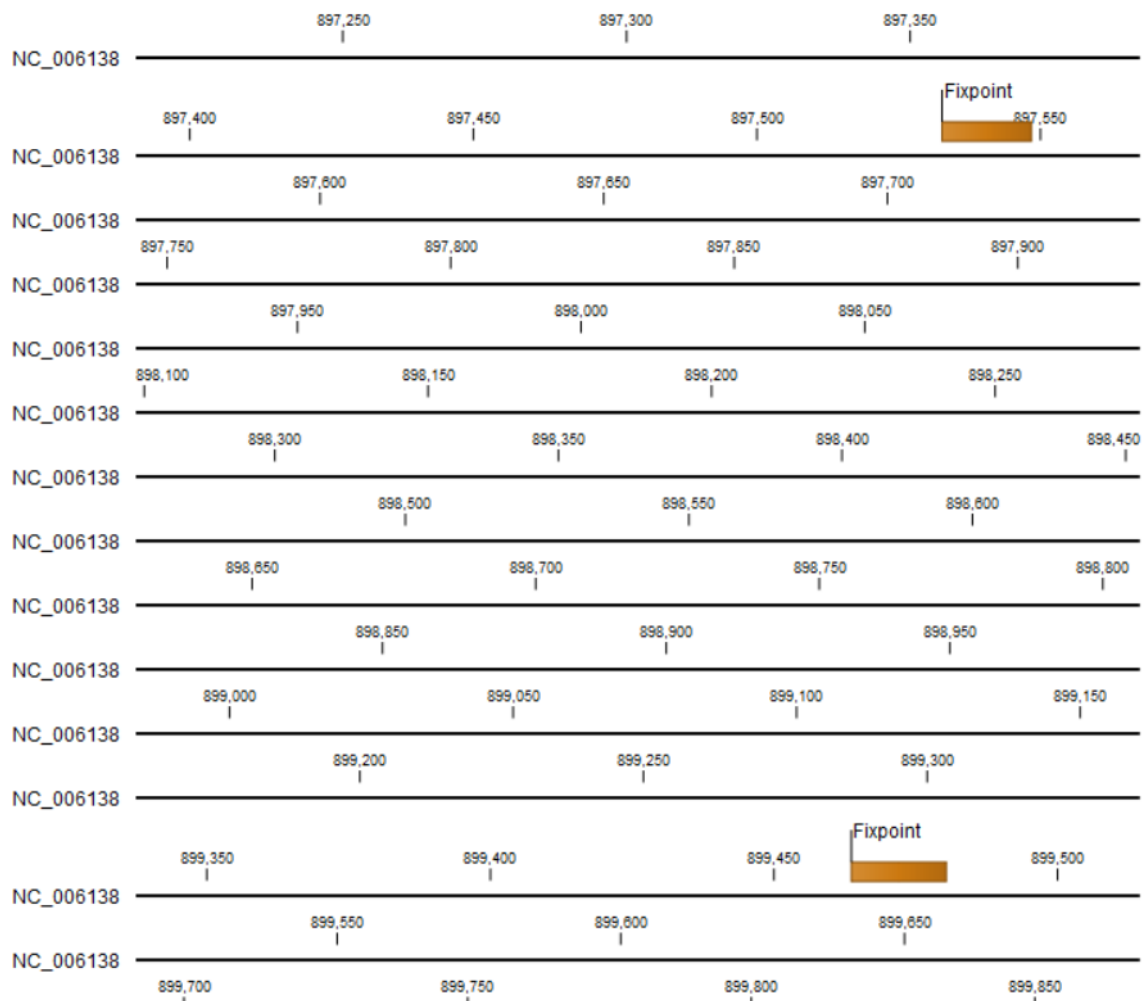 897,250 897,300 897,350
NC_006138
Fixpoint
897,400 897,450 897,500 897,550
NC_006138
897,600 897,650 897,700
NC_006138
897,750 897,800 897,850 897,900
NC_006138
897,950 898,000 898,050
NC_006138
898,100 898,150 898,200 898,250
NC_006138
898,300 898,350 898,400 898,450
NC_006138
898,500 898,550 898,600
NC_006138
898,650 898,700 898,750 898,800
NC_006138
898,850 898,900 898,950
NC_006138
899,000 899,050 899,100 899,150
NC_006138
899,200 899,250 899,300
NC_006138
Fixpoint
899,350 899,400 899,450 899,500
NC_006138
899,550 899,600 899,650
NC_006138
899,700 899,750 899,800 899,850